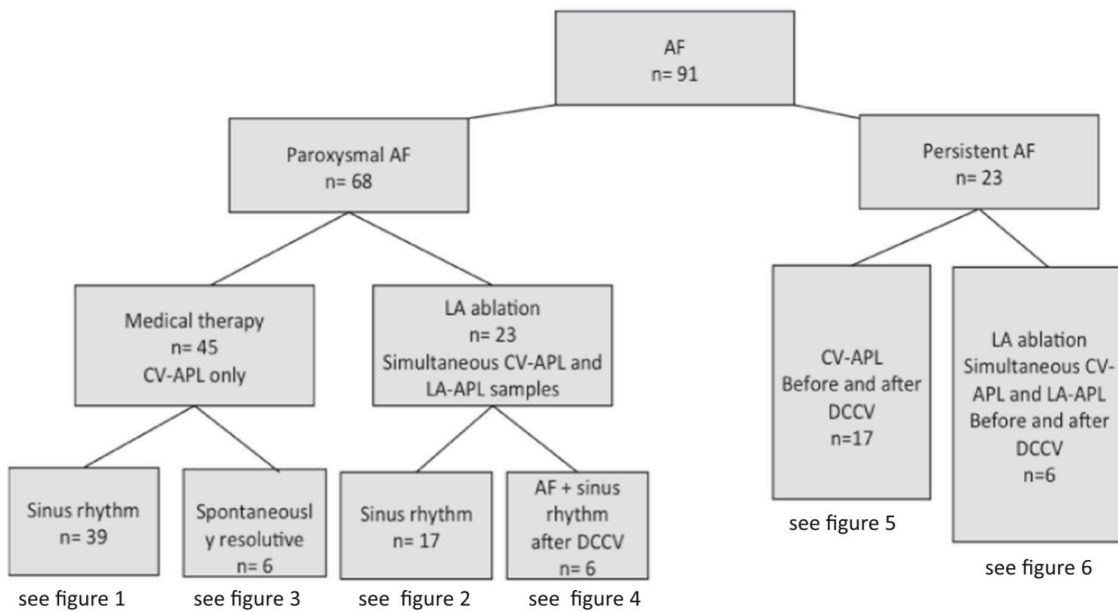 AF
n= 91
Paroxysmal AF
n= 68
Persistent AF
n= 23
Medical therapy
n= 45
CV-APL only
LA ablation
n= 23
Simultaneous CV-APL and
LA-APL samples
CV-APL
Before and after
DCCV
n=17
LA ablation
Simultaneous CV-
APL and LA-APL
Before and after
DCCV
n=6
Sinus rhythm
n= 39
Spontaneousl
y resolutive
n= 6
Sinus rhythm
n= 17
AF + sinus
rhythm
after DCCV
n= 6
see figure 1
see figure 3
see figure 2
see figure 4
see figure 5
see figure 6